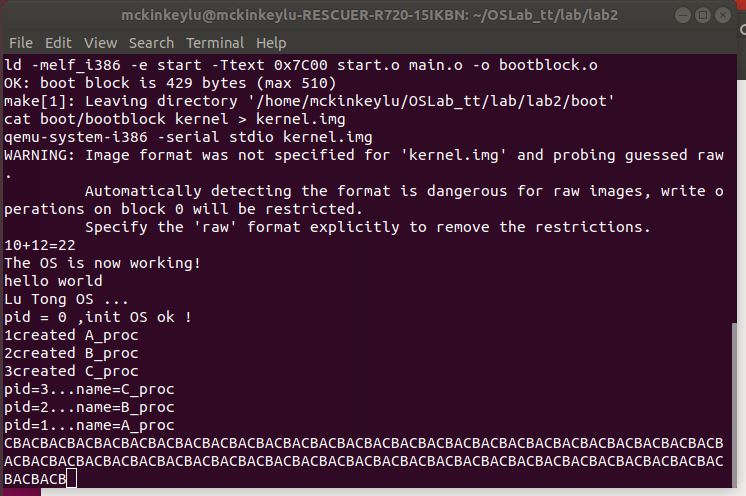 mckinkeylu@mckinkeylu-RESCUER-R720-15IKBN: ~/OSLab_tt/lab/lab2
File Edit View Search Terminal Help
ld -melf_i386 -e start -Ttext 0x7C00 start.o main.o -o bootblock.o
OK: boot block is 429 bytes (max 510)
make[1]: Leaving directory '/home/mckinkeylu/OSLab_tt/lab/lab2/boot'
cat boot/bootblock kernel > kernel.img
qemu-system-i386 -serial stdio kernel.img
WARNING: Image format was not specified for 'kernel.img' and probing guessed raw
.
Automatically detecting the format is dangerous for raw images, write o
perations on block 0 will be restricted.
Specify the 'raw' format explicitly to remove the restrictions.
10+12=22
The OS is now working!
hello world
Lu Tong OS ...
pid = 0 ,init OS ok !
1created A_proc
2created B_proc
3created C_proc
pid=3...name=C_proc
pid=2...name=B_proc
pid=1...name=A_proc
CBACBACBACBACBACBACBACBACBACBACBACBACBACBACBACBACBACBACBACBACBACBACBACBACBACBACB
ACBACBACBACBACBACBACBACBACBACBACBACBACBACBACBACBACBACBACBACBACBACBACBACBACBACBAC
BACBACB